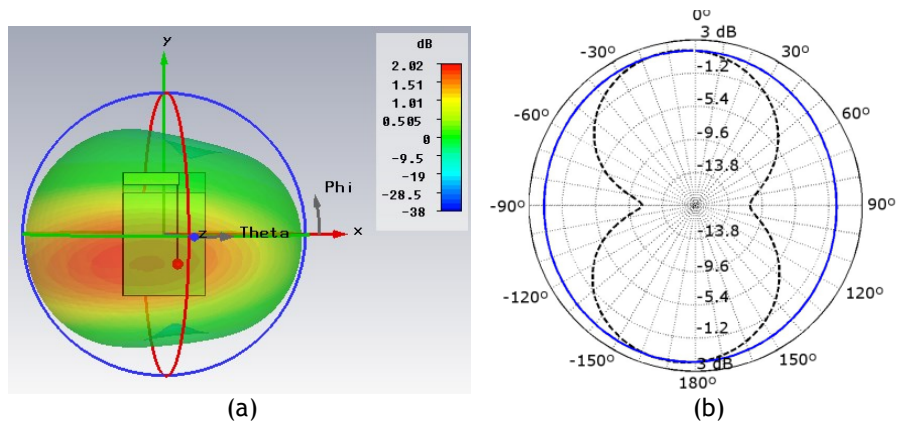 y
dB
2.02
1.51
1.01
0.505
0
-9.5
-19
-28.5
-38
Phi
z
Theta
x
(a)
0º
3 dB
-30º
30º
-1.2
-60º
60º
-5.4
-9.6
-13.8
-90º
90º
-13.8
-9.6
-120º
120º
-5.4
-1.2
-150º
150º
3 dB
180º
(b)